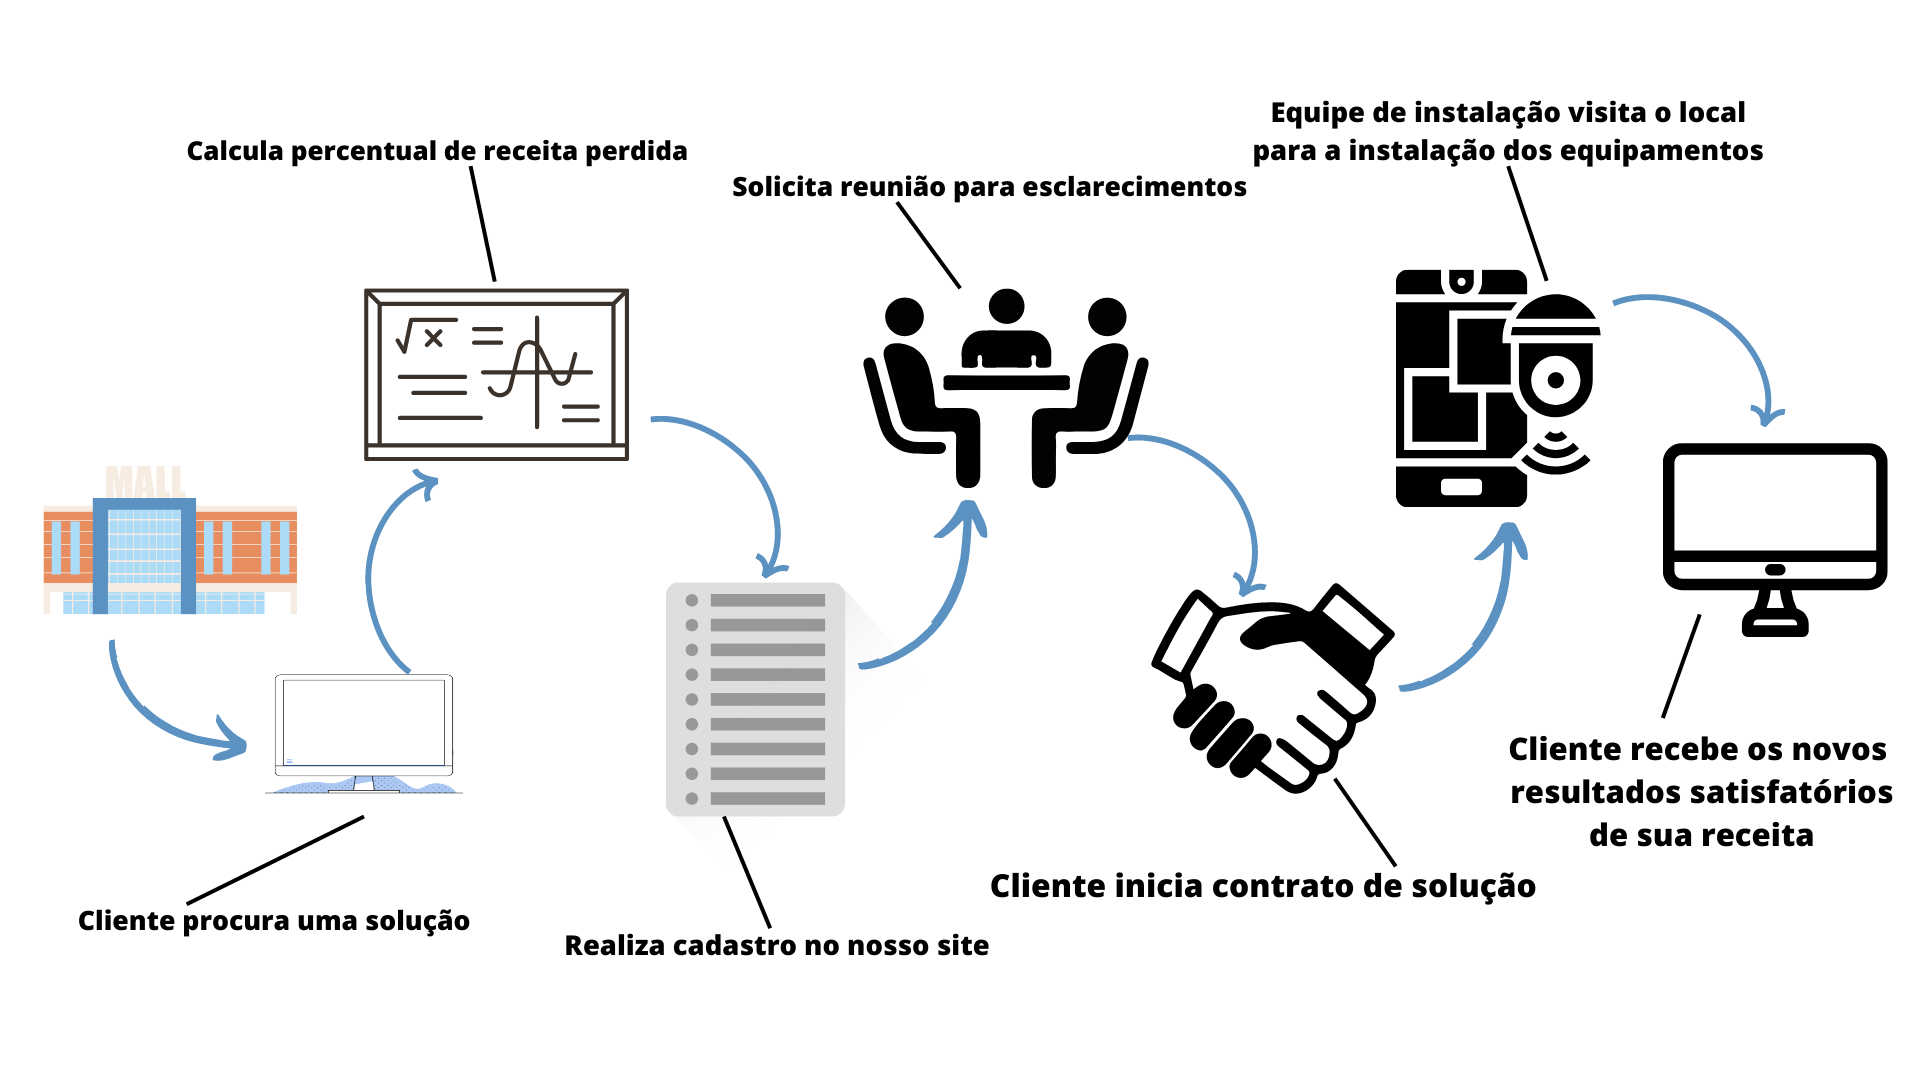 Equipe de instalação visita o local
para a instalação dos equipamentos
Calcula percentual de receita perdida
Solicita reunião para esclarecimentos
√x =
MALL
Cliente recebe os novos
resultados satisfatórios
de sua receita
Cliente inicia contrato de solução
Cliente procura uma solução
Realiza cadastro no nosso site